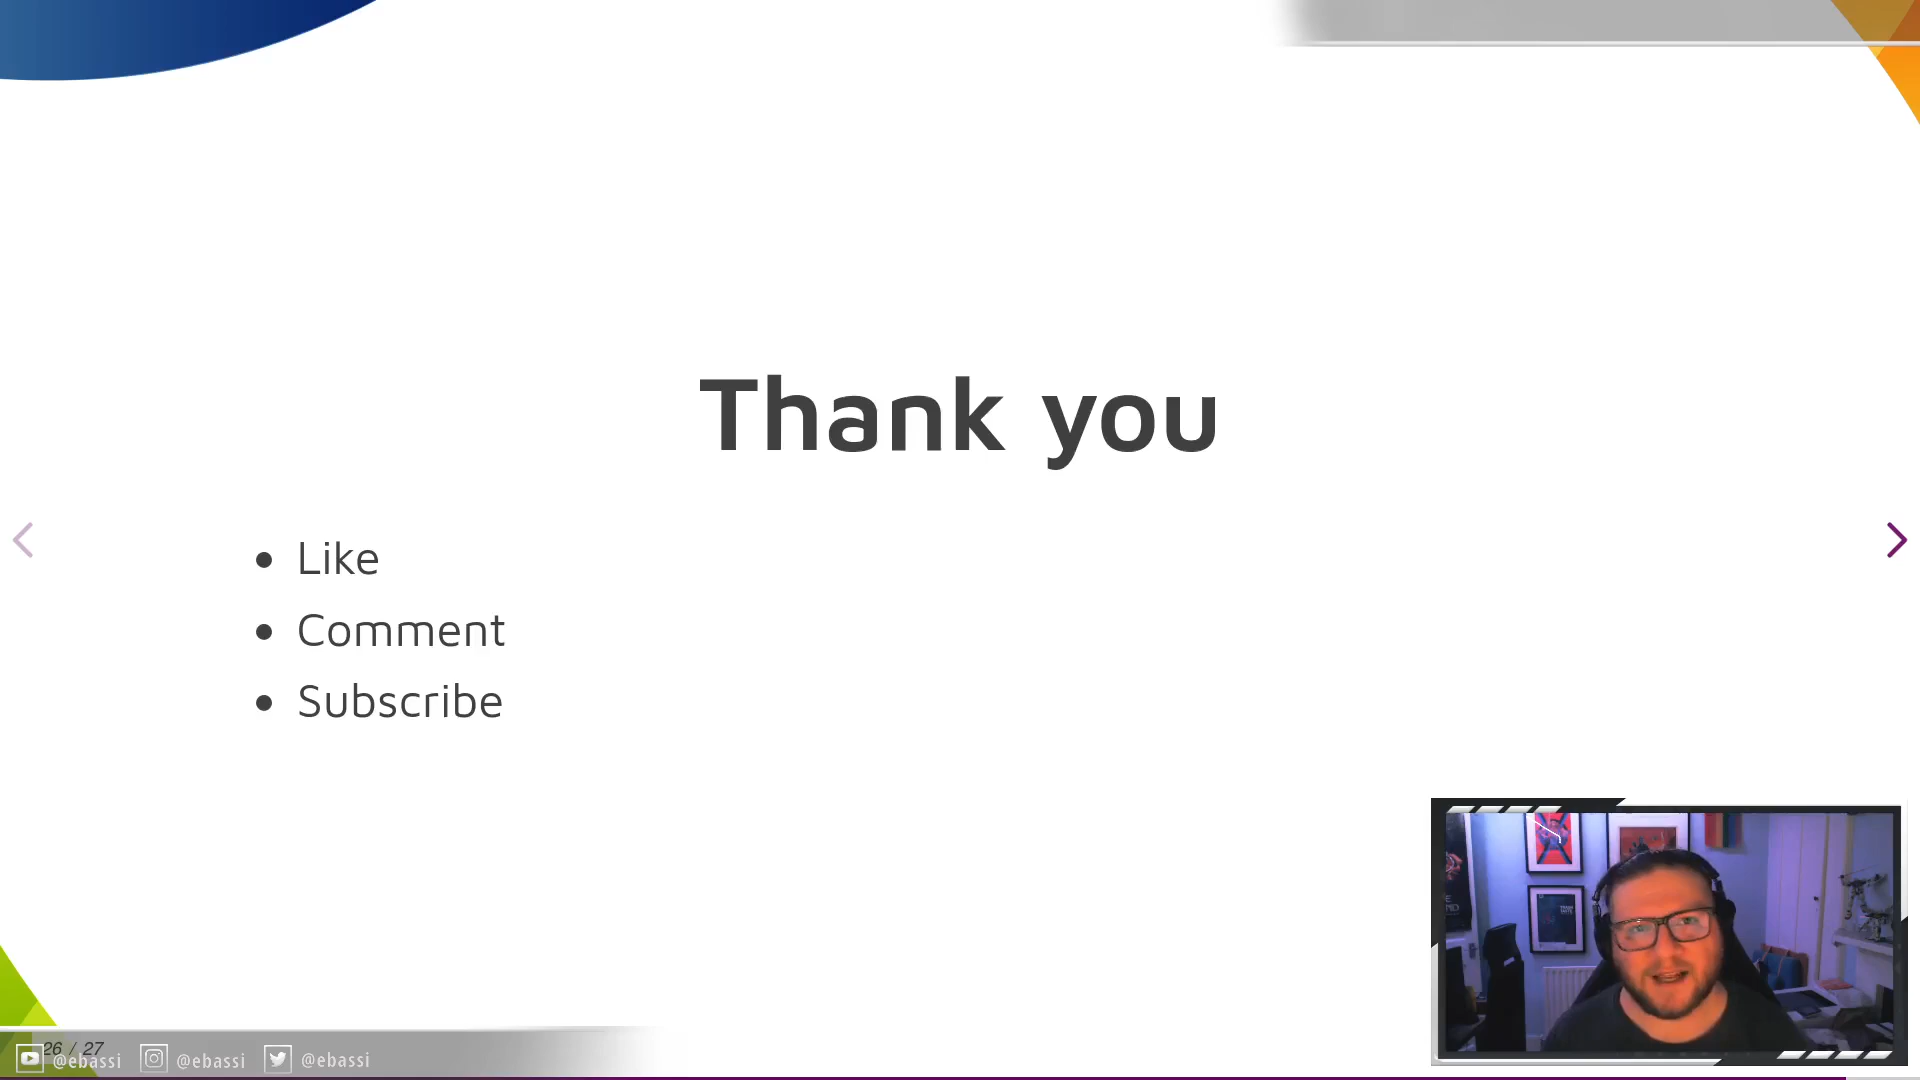 Thank you
Like
Comment
Subscribe
26 / 27
@ebassi @ebassi @ebassi